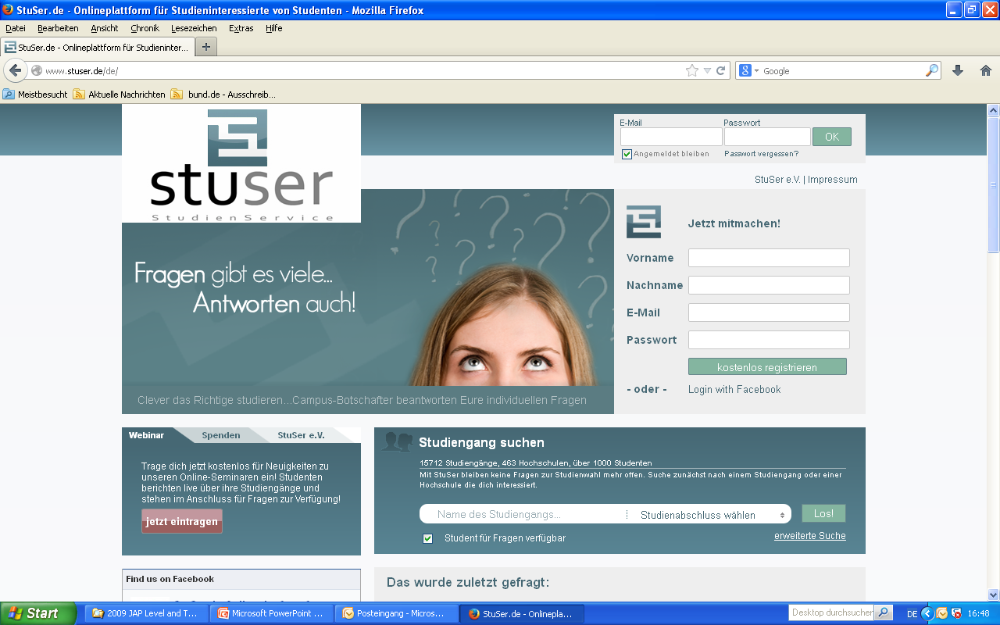 StuSer.de - Onlineplattform für Studieninteressierte von Studenten - Mozilla Firefox
Datei Bearbeiten Ansicht Chronik Lesezeichen Extras Hilfe
StuSer.de - Onlineplattform für Studieninter...
www.stuser.de/de/
Google
Meistbesucht Aktuelle Nachrichten bund.de - Ausschreib...
stuser
StudienService
E-Mail Passwort
OK
Angemeldet bleiben Passwort vergessen?
StuSer e.V. | Impressum
Fragen gibt es viele...
Antworten auch!
Clever das Richtige studieren...Campus-Botschafter beantworten Eure individuellen Fragen
Jetzt mitmachen!
Vorname
Nachname
E-Mail
Passwort
kostenlos registrieren
- oder - Login with Facebook
Webinar Spenden StuSer e.V.
Trage dich jetzt kostenlos für Neuigkeiten zu
unseren Online-Seminaren ein! Studenten
berichten live über ihre Studiengänge und
stehen im Anschluss für Fragen zur Verfügung!
jetzt eintragen
Studiengang suchen
15712 Studiengänge, 463 Hochschulen, über 1000 Studenten
Mit StuSer bleiben keine Fragen zur Studienwahl mehr offen. Suche zunächst nach einem Studiengang oder einer
Hochschule die dich interessiert.
Name des Studiengangs... Studienabschluss wählen Los!
Student für Fragen verfügbar erweiterte Suche
Find us on Facebook
Das wurde zuletzt gefragt:
Start 2009 JAP Level and T... Microsoft PowerPoint ... Posteingang - Micros... StuSer.de - Onlinepla... Desktop durchsuchen DE 16:48